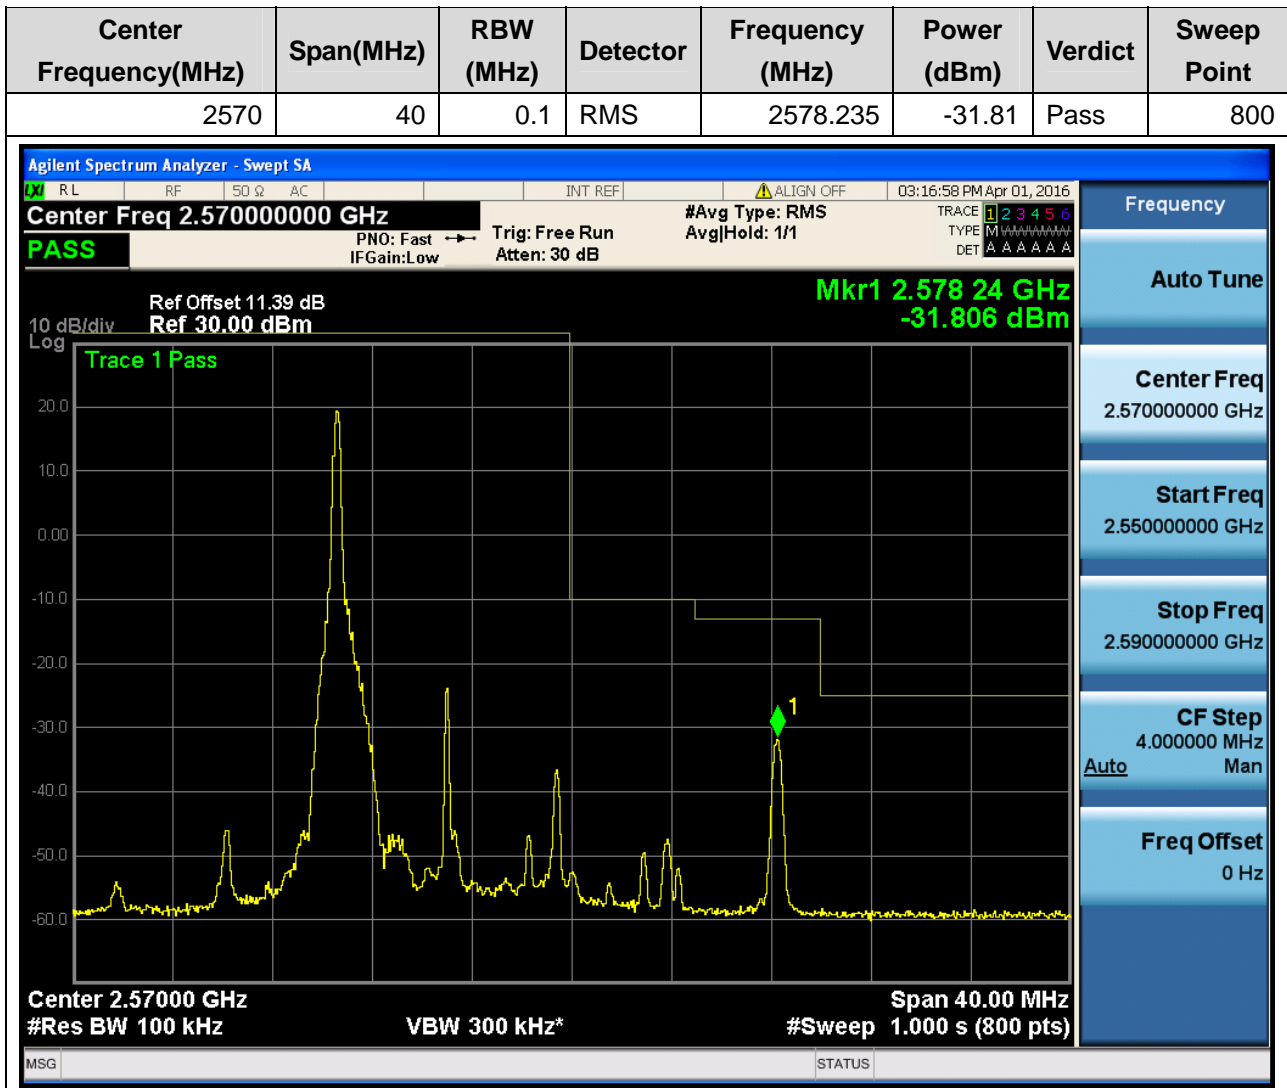 Center Frequency(MHz) Span(MHz) RBW (MHz) Detector Frequency (MHz) Power (dBm) Verdict Sweep Point
2570 40 0.1 RMS 2578.235 -31.81 Pass 800
Agilent Spectrum Analyzer - Swept SA
LXI RL RF 50 Ω AC INT REF ALIGN OFF 03:16:58 PM Apr 01, 2016
Center Freq 2.570000000 GHz
PASS
PNO: Fast
IFGain:Low
Trig: Free Run
Atten: 30 dB
#Avg Type: RMS
Avg|Hold: 1/1
TRACE 1 2 3 4 5 6
TYPE M
DET A A A A A A
Mkr1 2.578 24 GHz
-31.806 dBm
Ref Offset 11.39 dB
10 dB/div Ref 30.00 dBm
Log
Trace 1 Pass
20.0
10.0
0.00
-10.0
-20.0
-30.0
-40.0
-50.0
-60.0
1
Center 2.57000 GHz Span 40.00 MHz
#Res BW 100 kHz VBW 300 kHz* #Sweep 1.000 s (800 pts)
MSG STATUS
Frequency
Auto Tune
Center Freq
2.570000000 GHz
Start Freq
2.550000000 GHz
Stop Freq
2.590000000 GHz
CF Step
4.000000 MHz
Auto Man
Freq Offset
0 Hz